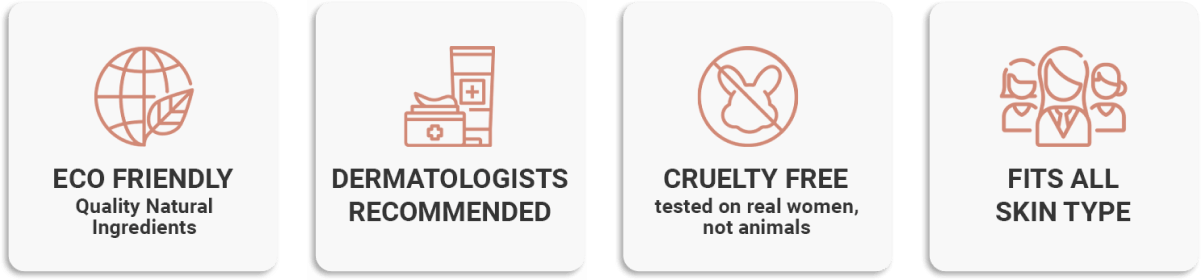 ECO FRIENDLY
Quality Natural
Ingredients
DERMATOLOGISTS
RECOMMENDED
CRUELTY FREE
tested on real women,
not animals
FITS ALL
SKIN TYPE